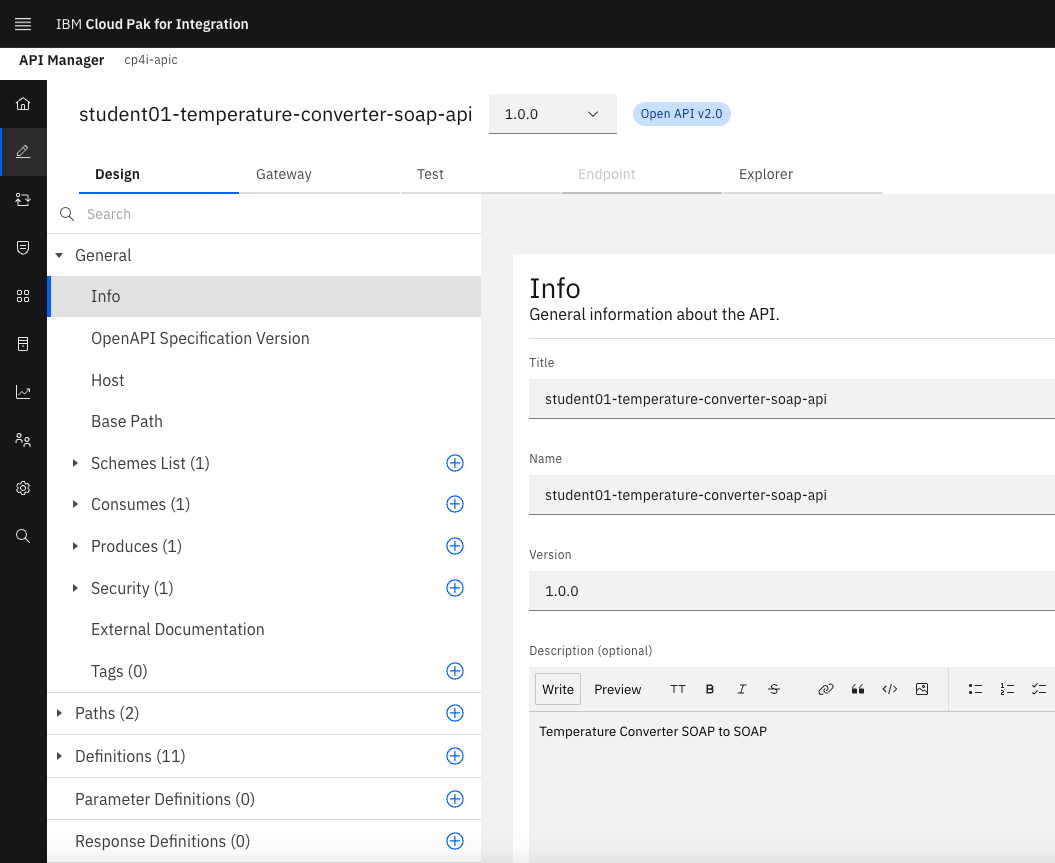 IBM Cloud Pak for Integration
API Manager cp4i-apic
student01-temperature-converter-soap-api 1.0.0 Open API v2.0
Design Gateway Test Endpoint Explorer
Search
General
Info
OpenAPI Specification Version
Host
Base Path
Schemes List (1)
Consumes (1)
Produces (1)
Security (1)
External Documentation
Tags (0)
Paths (2)
Definitions (11)
Parameter Definitions (0)
Response Definitions (0)
Info
General information about the API.
Title
student01-temperature-converter-soap-api
Name
student01-temperature-converter-soap-api
Version
1.0.0
Description (optional)
Write Preview TT B I S
Temperature Converter SOAP to SOAP